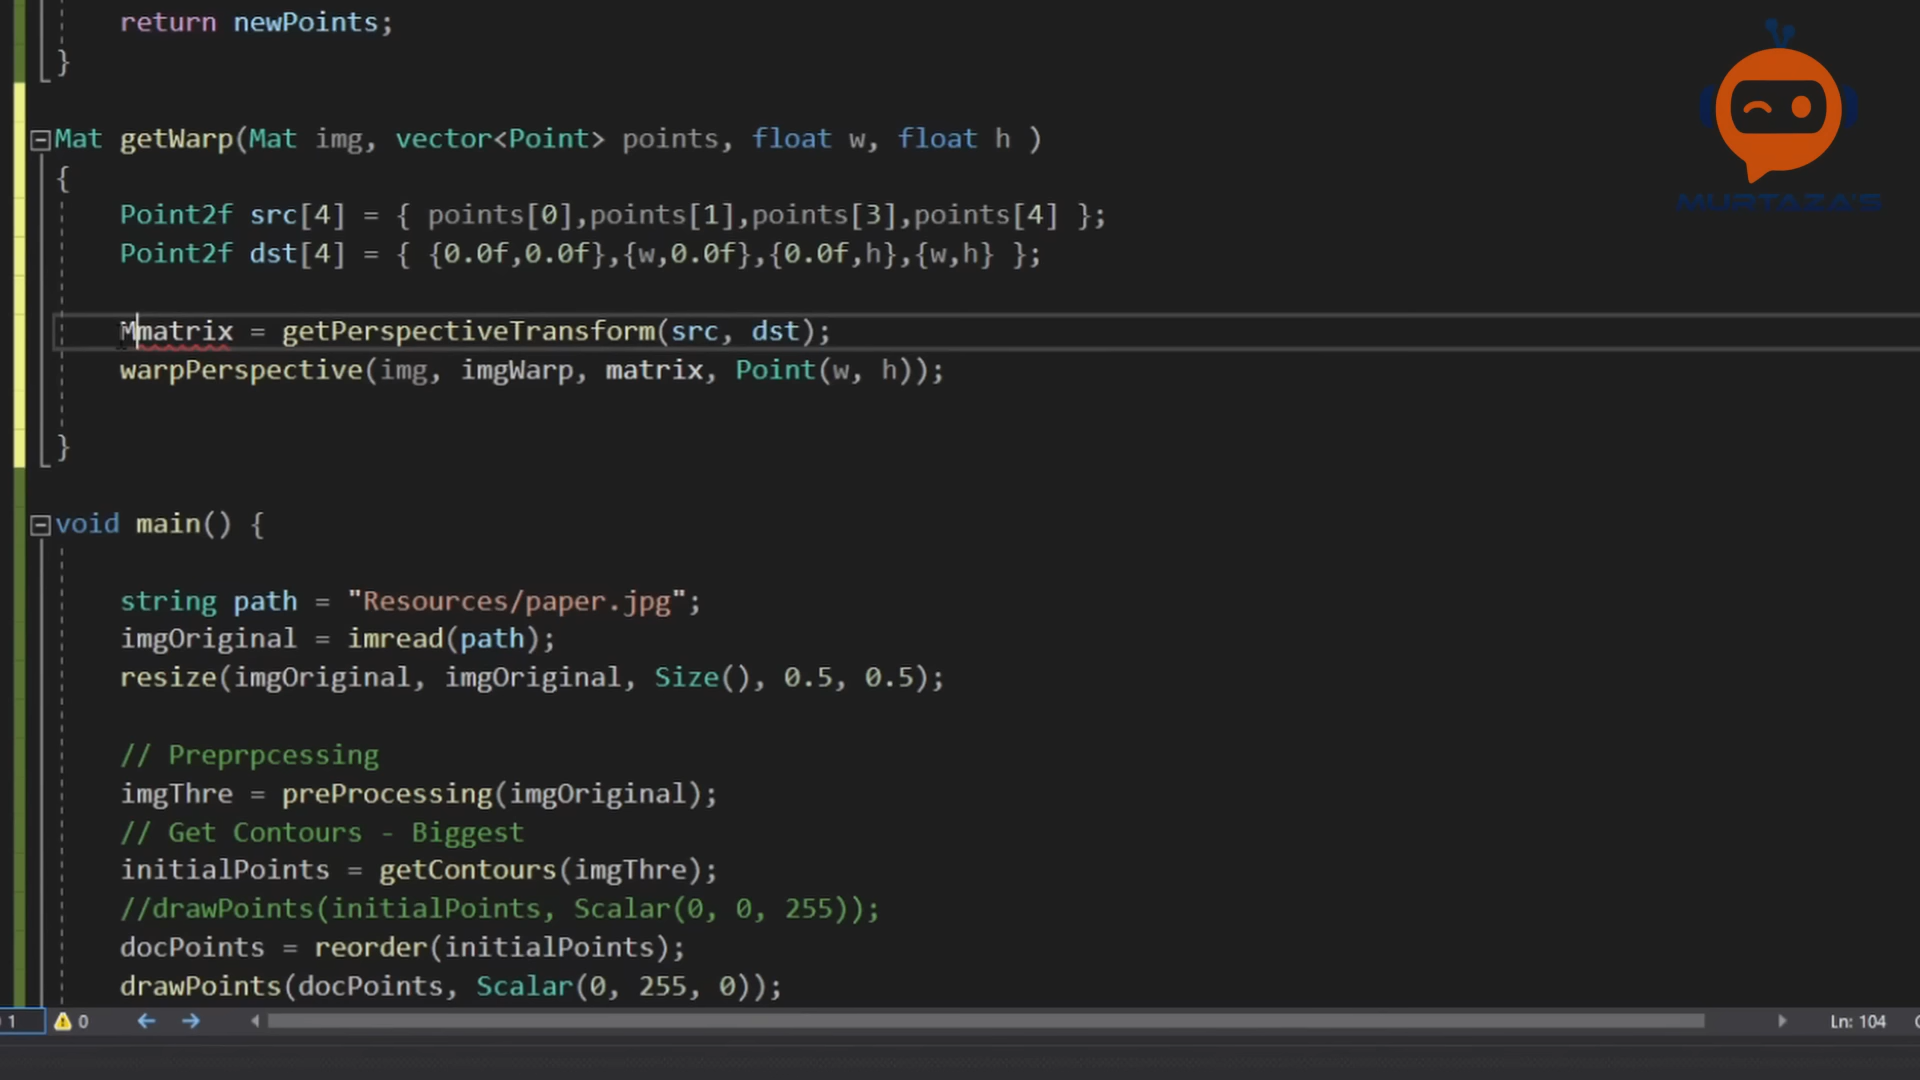 return newPoints;
}
Mat getWarp(Mat img, vector<Point> points, float w, float h )
{
Point2f src[4] = { points[0],points[1],points[3],points[4] };
Point2f dst[4] = { {0.0f,0.0f},{w,0.0f},{0.0f,h},{w,h} };
Mmatrix = getPerspectiveTransform(src, dst);
warpPerspective(img, imgWarp, matrix, Point(w, h));
}
void main() {
string path = "Resources/paper.jpg";
imgOriginal = imread(path);
resize(imgOriginal, imgOriginal, Size(), 0.5, 0.5);
// Preprpcessing
imgThre = preProcessing(imgOriginal);
// Get Contours - Biggest
initialPoints = getContours(imgThre);
//drawPoints(initialPoints, Scalar(0, 0, 255));
docPoints = reorder(initialPoints);
drawPoints(docPoints, Scalar(0, 255, 0));
1 0 Ln: 104
MURTAZA'S